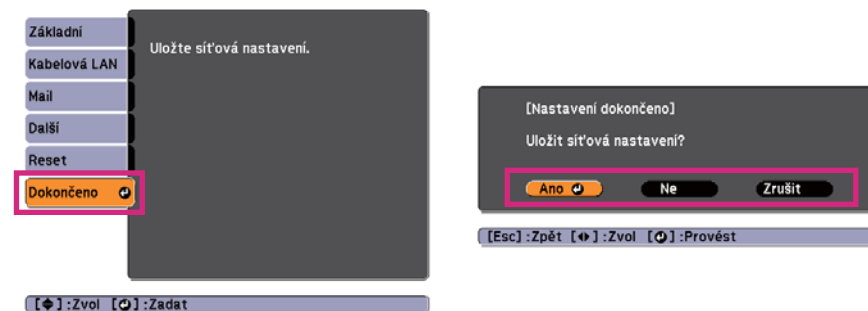 Základní
Kabelová LAN
Mail
Další
Reset
Dokončeno
Uložte síťová nastavení.
[◆] :Zvol [↵] :Zadat
[Nastavení dokončeno]
Uložit síťová nastavení?
Ano Ne Zrušit
[Esc] :Zpět [◆] :Zvol [↵] :Provést